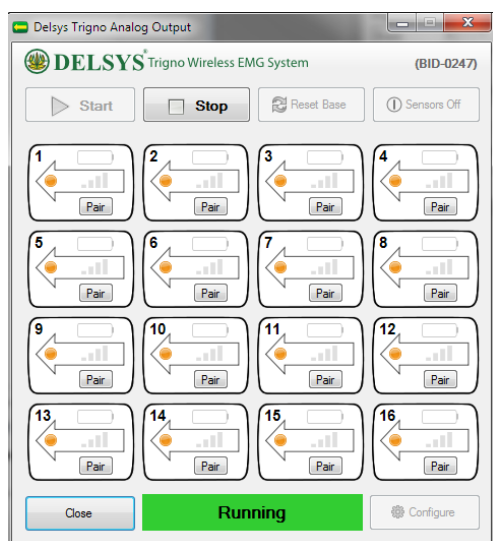 Delsys Trigno Analog Output
DELSYS® Trigno Wireless EMG System (BID-0247)
Start Stop Reset Base Sensors Off
1 2 3 4
Pair Pair Pair Pair
5 6 7 8
Pair Pair Pair Pair
9 10 11 12
Pair Pair Pair Pair
13 14 15 16
Pair Pair Pair Pair
Close Running Configure